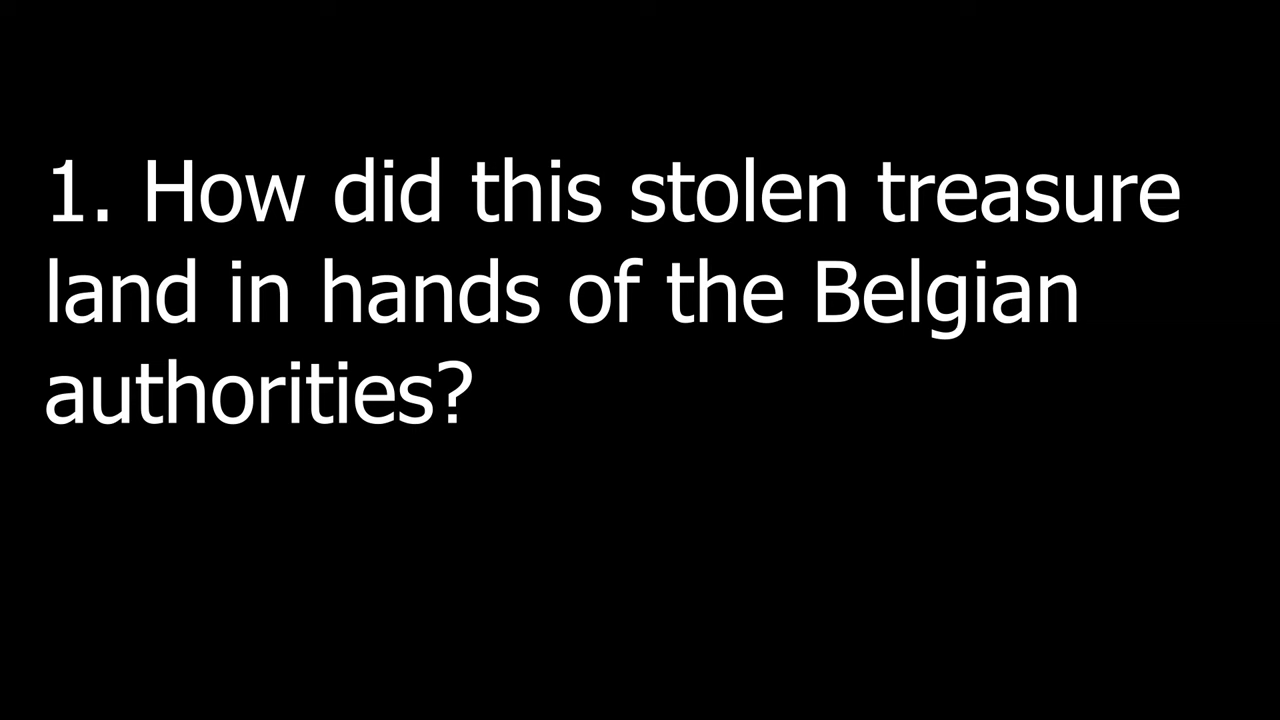 1. How did this stolen treasure
land in hands of the Belgian
authorities?